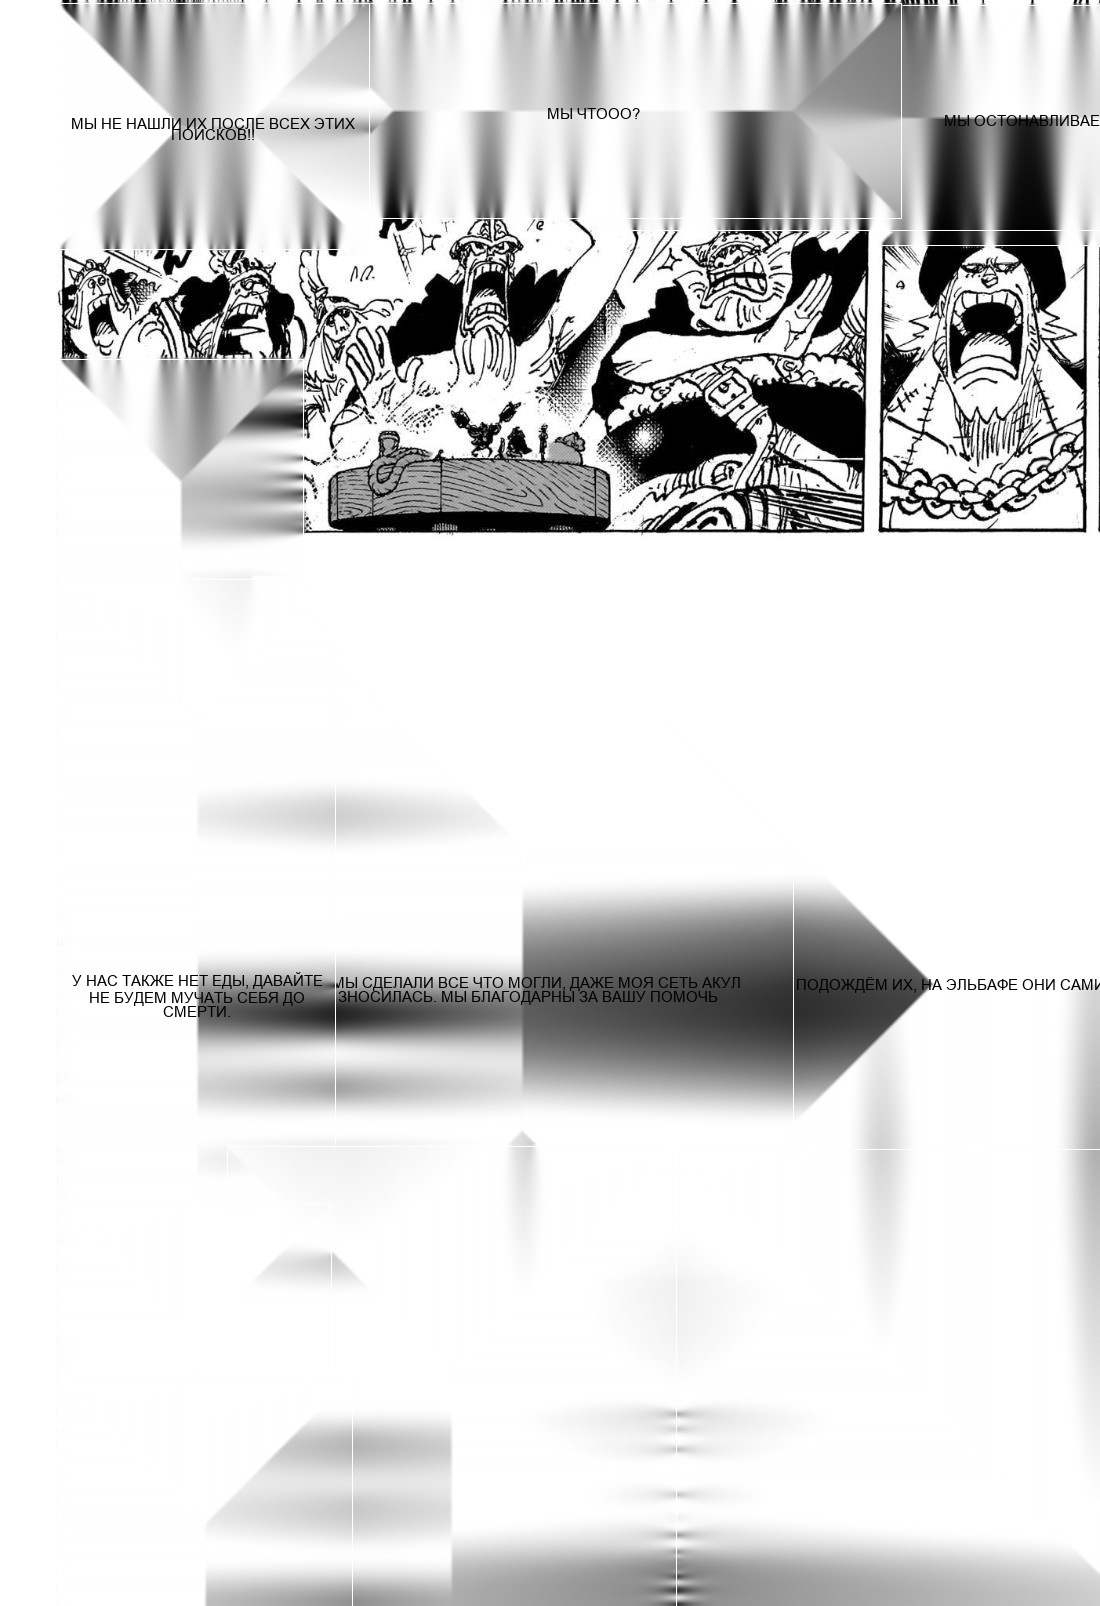 МЫ НЕ НАШЛИ ИХ ПОСЛЕ ВСЕХ ЭТИХ
ПОИСКОВ!!
МЫ ЧТООО?
МЫ ОСТОНАВЛИВАЕ
У НАС ТАКЖЕ НЕТ ЕДЫ, ДАВАЙТЕ
НЕ БУДЕМ МУЧАТЬ СЕБЯ ДО
СМЕРТИ.
МЫ СДЕЛАЛИ ВСЕ ЧТО МОГЛИ, ДАЖЕ МОЯ СЕТЬ АКУЛ
ЗНОСИЛАСЬ. МЫ БЛАГОДАРНЫ ЗА ВАШУ ПОМОЧЬ
ПОДОЖДЁМ ИХ, НА ЭЛЬБАФЕ ОНИ САМИ